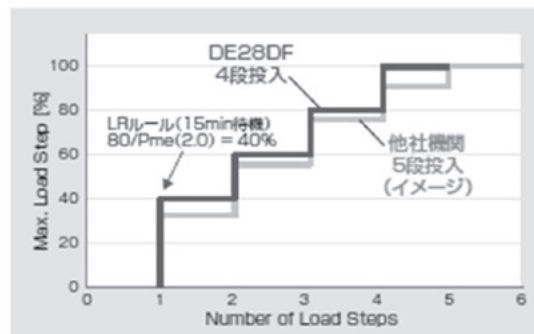 DE28DF
4段投入
LRルール(15min待機)
80/Pme(2.0) = 40%
他社機関
5段投入
(イメージ)
Max. Load Step [%]
100
80
60
40
20
0
0 1 2 3 4 5 6
Number of Load Steps